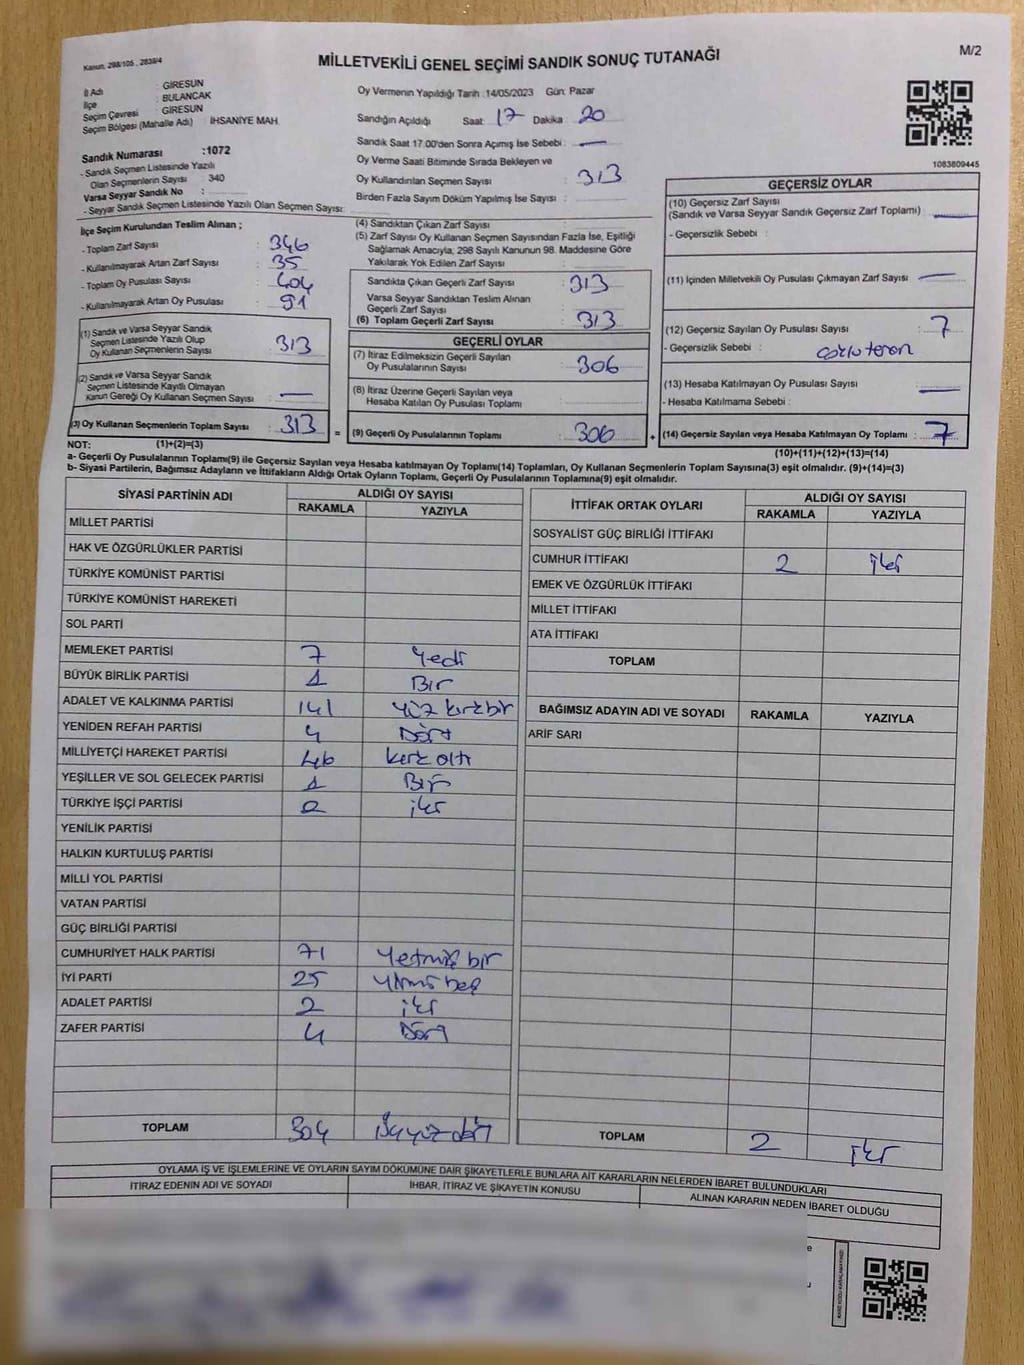 Kanun, 298/105 , 2839/4
MİLLETVEKİLİ GENEL SEÇİMİ SANDIK SONUÇ TUTANAĞI
M/2
İl Adı : GİRESUN
İlçe : BULANCAK
Seçim Çevresi : GİRESUN
Seçim Bölgesi (Mahalle Adı) : İHSANİYE MAH.
Sandık Numarası :1072
- Sandık Seçmen Listesinde Yazılı
Olan Seçmenlerin Sayısı : 340
Varsa Seyyar Sandık No :
- Seyyar Sandık Seçmen Listesinde Yazılı Olan Seçmen Sayısı:
Oy Vermenin Yapıldığı Tarih :14/05/2023 Gün: Pazar
Sandığın Açıldığı Saat: 17 Dakika 20
Sandık Saat 17.00'den Sonra Açımış İse Sebebi: —
Oy Verme Saati Bitiminde Sırada Bekleyen ve
Oy Kullandırılan Seçmen Sayısı : 313
Birden Fazla Sayım Döküm Yapılmış İse Sayısı :
1083809445
İlçe Seçim Kurulundan Teslim Alınan ;
- Toplam Zarf Sayısı : 346
- Kullanılmayarak Artan Zarf Sayısı : 35
- Toplam Oy Pusulası Sayısı : 404
- Kullanılmayarak Artan Oy Pusulası : 91
(1) Sandık ve Varsa Seyyar Sandık
Seçmen Listesinde Yazılı Olup
Oy Kullanan Seçmenlerin Sayısı : 313
(2) Sandık ve Varsa Seyyar Sandık
Seçmen Listesinde Kayıtlı Olmayan
Kanun Gereği Oy Kullanan Seçmen Sayısı : —
(3) Oy Kullanan Seçmenlerin Toplam Sayısı : 313
(4) Sandıktan Çıkan Zarf Sayısı :
(5) Zarf Sayısı Oy Kullanan Seçmen Sayısından Fazla İse, Eşitliği
Sağlamak Amacıyla; 298 Sayılı Kanunun 98. Maddesine Göre
Yakılarak Yok Edilen Zarf Sayısı :
Sandıkta Çıkan Geçerli Zarf Sayısı : 313
Varsa Seyyar Sandıktan Teslim Alınan
Geçerli Zarf Sayısı :
(6) Toplam Geçerli Zarf Sayısı : 313
GEÇERLİ OYLAR
(7) İtiraz Edilmeksizin Geçerli Sayılan
Oy Pusulalarının Sayısı : 306
(8) İtiraz Üzerine Geçerli Sayılan veya
Hesaba Katılan Oy Pusulası Toplamı :
= (9) Geçerli Oy Pusulalarının Toplamı : 306 +
GEÇERSİZ OYLAR
(10) Geçersiz Zarf Sayısı
(Sandık ve Varsa Seyyar Sandık Geçersiz Zarf Toplamı) : —
- Geçersizlik Sebebi :
(11) İçinden Milletvekili Oy Pusulası Çıkmayan Zarf Sayısı : —
(12) Geçersiz Sayılan Oy Pusulası Sayısı : 7
- Geçersizlik Sebebi :
(13) Hesaba Katılmayan Oy Pusulası Sayısı : —
- Hesaba Katılmama Sebebi :
(14) Geçersiz Sayılan veya Hesaba Katılmayan Oy Toplamı : 7
NOT: (1)+(2)=(3)
(10)+(11)+(12)+(13)=(14)
a- Geçerli Oy Pusulalarının Toplamı(9) ile Geçersiz Sayılan veya Hesaba katılmayan Oy Toplamı(14) Toplamları, Oy Kullanan Seçmenlerin Toplam Sayısına(3) eşit olmalıdır. (9)+(14)=(3)
b- Siyasi Partilerin, Bağımsız Adayların ve İttifakların Aldığı Ortak Oyların Toplamı, Geçerli Oy Pusulalarının Toplamına(9) eşit olmalıdır.
SİYASİ PARTİNİN ADI ALDIĞI OY SAYISI
RAKAMLA YAZIYLA
MİLLET PARTİSİ
HAK VE ÖZGÜRLÜKLER PARTİSİ
TÜRKİYE KOMÜNİST PARTİSİ
TÜRKİYE KOMÜNİST HAREKETİ
SOL PARTİ
MEMLEKET PARTİSİ 7 Yedi
BÜYÜK BİRLİK PARTİSİ 1 Bir
ADALET VE KALKINMA PARTİSİ 141 Yüz kırkbir
YENİDEN REFAH PARTİSİ 4 Dört
MİLLİYETÇİ HAREKET PARTİSİ 46 kırk altı
YEŞİLLER VE SOL GELECEK PARTİSİ 1 Bir
TÜRKİYE İŞÇİ PARTİSİ 2 iki
YENİLİK PARTİSİ
HALKIN KURTULUŞ PARTİSİ
MİLLİ YOL PARTİSİ
VATAN PARTİSİ
GÜÇ BİRLİĞİ PARTİSİ
CUMHURİYET HALK PARTİSİ 71 Yetmiş bir
İYİ PARTİ 25 Yirmi beş
ADALET PARTİSİ 2 iki
ZAFER PARTİSİ 4 Dört
TOPLAM 304 üçyüz dört
İTTİFAK ORTAK OYLARI ALDIĞI OY SAYISI
RAKAMLA YAZIYLA
SOSYALİST GÜÇ BİRLİĞİ İTTİFAKI
CUMHUR İTTİFAKI 2 iki
EMEK VE ÖZGÜRLÜK İTTİFAKI
MİLLET İTTİFAKI
ATA İTTİFAKI
TOPLAM
BAĞIMSIZ ADAYIN ADI VE SOYADI RAKAMLA YAZIYLA
ARİF SARI
TOPLAM 2 iki
OYLAMA İŞ VE İŞLEMLERİNE VE OYLARIN SAYIM DÖKÜMÜNE DAİR ŞİKAYETLERLE BUNLARA AİT KARARLARIN NELERDEN İBARET BULUNDUKLARI
İTİRAZ EDENİN ADI VE SOYADI İHBAR, İTİRAZ VE ŞİKAYETİN KONUSU ALINAN KARARIN NEDEN İBARET OLDUĞU